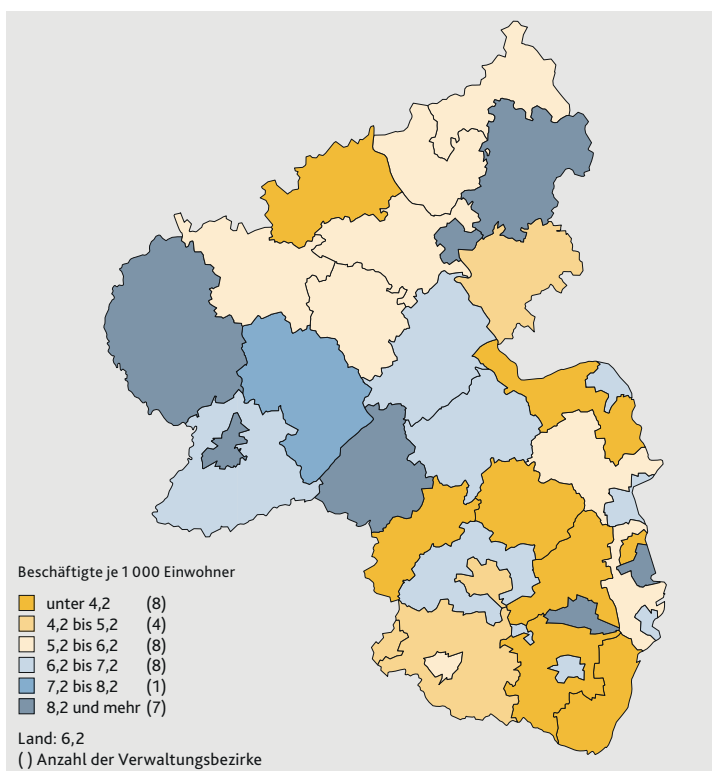 Beschäftigte je 1 000 Einwohner
unter 4,2 (8)
4,2 bis 5,2 (4)
5,2 bis 6,2 (8)
6,2 bis 7,2 (8)
7,2 bis 8,2 (1)
8,2 und mehr (7)
Land: 6,2
( ) Anzahl der Verwaltungsbezirke